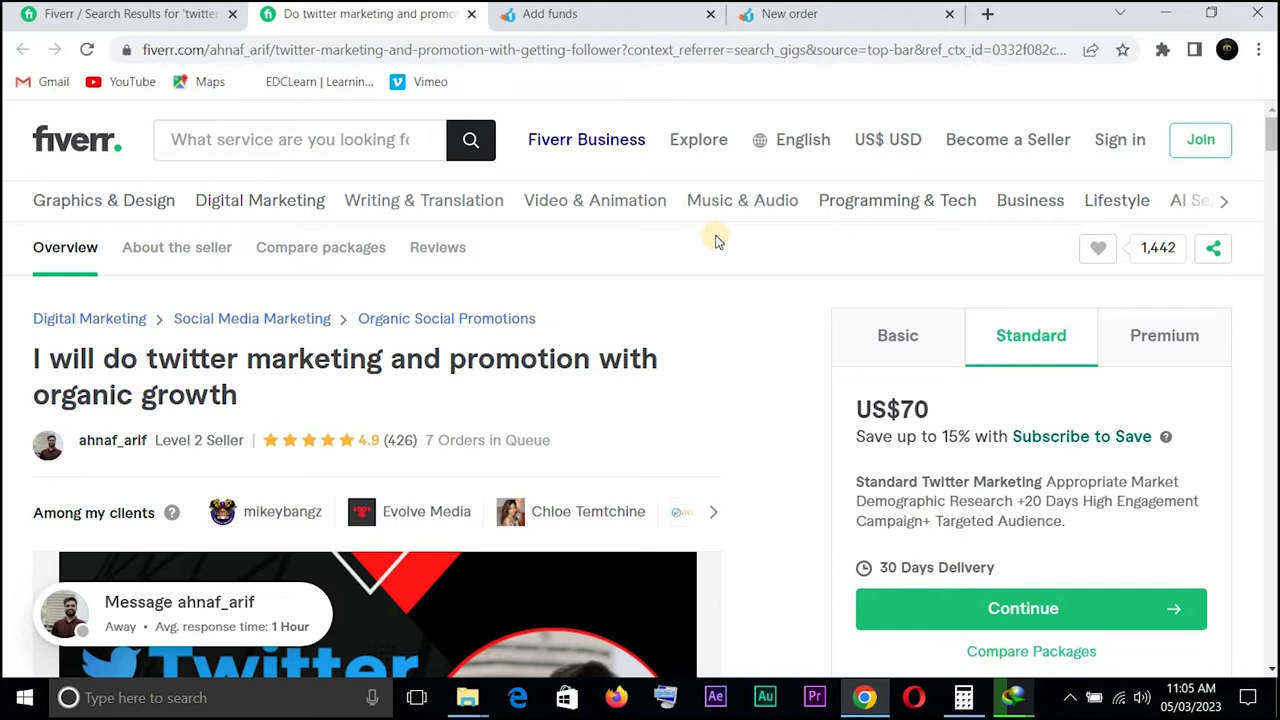 Fiverr / Search Results for 'twitter
Do twitter marketing and promo
Add funds
New order
fiverr.com/ahnaf_arif/twitter-marketing-and-promotion-with-getting-follower?context_referrer=search_gigs&source=top-bar&ref_ctx_id=0332f082c...
Gmail
YouTube
Maps
EDCLearn | Learnin...
Vimeo
fiverr.
What service are you looking fo
Fiverr Business
Explore
English
US$ USD
Become a Seller
Sign in
Join
Graphics & Design
Digital Marketing
Writing & Translation
Video & Animation
Music & Audio
Programming & Tech
Business
Lifestyle
AI Se
Overview
About the seller
Compare packages
Reviews
1,442
Digital Marketing > Social Media Marketing > Organic Social Promotions
I will do twitter marketing and promotion with
organic growth
ahnaf_arif Level 2 Seller | 4.9 (426) 7 Orders in Queue
Among my clients
mikeybangz
Evolve Media
Chloe Temtchine
Basic
Standard
Premium
US$70
Save up to 15% with Subscribe to Save
Standard Twitter Marketing Appropriate Market
Demographic Research +20 Days High Engagement
Campaign+ Targeted Audience.
30 Days Delivery
Continue
Compare Packages
Message ahnaf_arif
Away • Avg. response time: 1 Hour
Twitter
Type here to search
Ae
Au
Pr
11:05 AM
05/03/2023